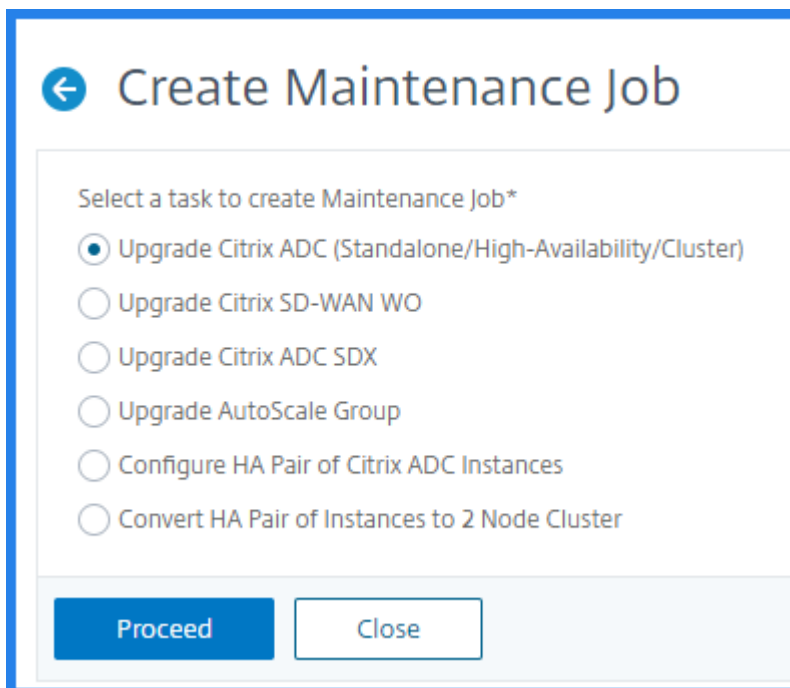 Create Maintenance Job
Select a task to create Maintenance Job*
Upgrade Citrix ADC (Standalone/High-Availability/Cluster)
Upgrade Citrix SD-WAN WO
Upgrade Citrix ADC SDX
Upgrade AutoScale Group
Configure HA Pair of Citrix ADC Instances
Convert HA Pair of Instances to 2 Node Cluster
Proceed
Close